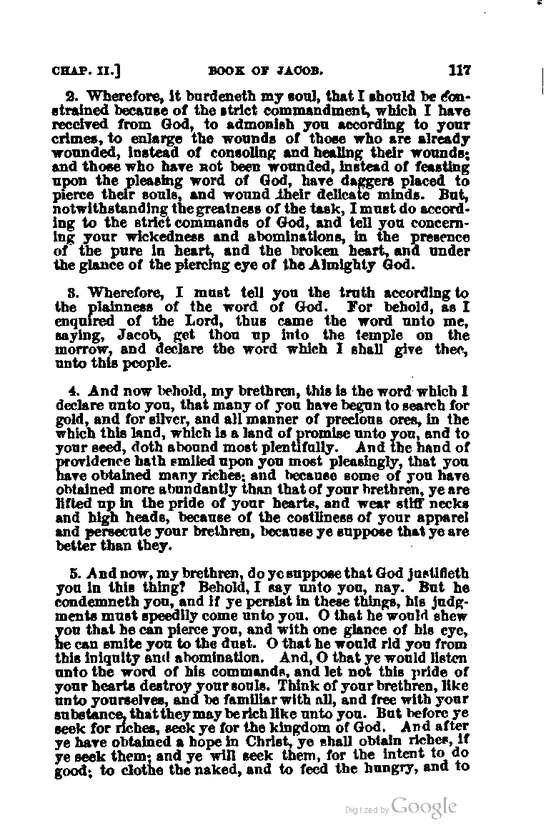 CHAP. II.] BOOK OF JACOB. 117
2. Wherefore, it burdeneth my soul, that I should be con-
strained because of the strict commandment, which I have
received from God, to admonish you according to your
crimes, to enlarge the wounds of those who are already
wounded, instead of consoling and healing their wounds;
and those who have not been wounded, instead of feasting
upon the pleasing word of God, have daggers placed to
pierce their souls, and wound their delicate minds. But,
notwithstanding the greatness of the task, I must do accord-
ing to the strict commands of God, and tell you concern-
ing your wickedness and abominations, in the presence
of the pure in heart, and the broken heart, and under
the glance of the piercing eye of the Almighty God.
3. Wherefore, I must tell you the truth according to
the plainness of the word of God. For behold, as I
enquired of the Lord, thus came the word unto me,
saying, Jacob, get thou up into the temple on the
morrow, and declare the word which I shall give thee,
unto this people.
4. And now behold, my brethren, this is the word which I
declare unto you, that many of you have begun to search for
gold, and for silver, and all manner of precious ores, in the
which this land, which is a land of promise unto you, and to
your seed, doth abound most plentifully. And the hand of
providence hath smiled upon you most pleasingly, that you
have obtained many riches; and because some of you have
obtained more abundantly than that of your brethren, ye are
lifted up in the pride of your hearts, and wear stiff necks
and high heads, because of the costliness of your apparel
and persecute your brethren, because ye suppose that ye are
better than they.
5. And now, my brethren, do ye suppose that God justifieth
you in this thing? Behold, I say unto you, nay. But he
condemneth you, and if ye persist in these things, his judg-
ments must speedily come unto you. O that he would shew
you that he can pierce you, and with one glance of his eye,
he can smite you to the dust. O that he would rid you from
this iniquity and abomination. And, O that ye would listen
unto the word of his commands, and let not this pride of
your hearts destroy your souls. Think of your brethren, like
unto yourselves, and be familiar with all, and free with your
substance, that they may be rich like unto you. But before ye
seek for riches, seek ye for the kingdom of God. And after
ye have obtained a hope in Christ, ye shall obtain riches, if
ye seek them; and ye will seek them, for the intent to do
good; to clothe the naked, and to feed the hungry, and to
Digitized by Google